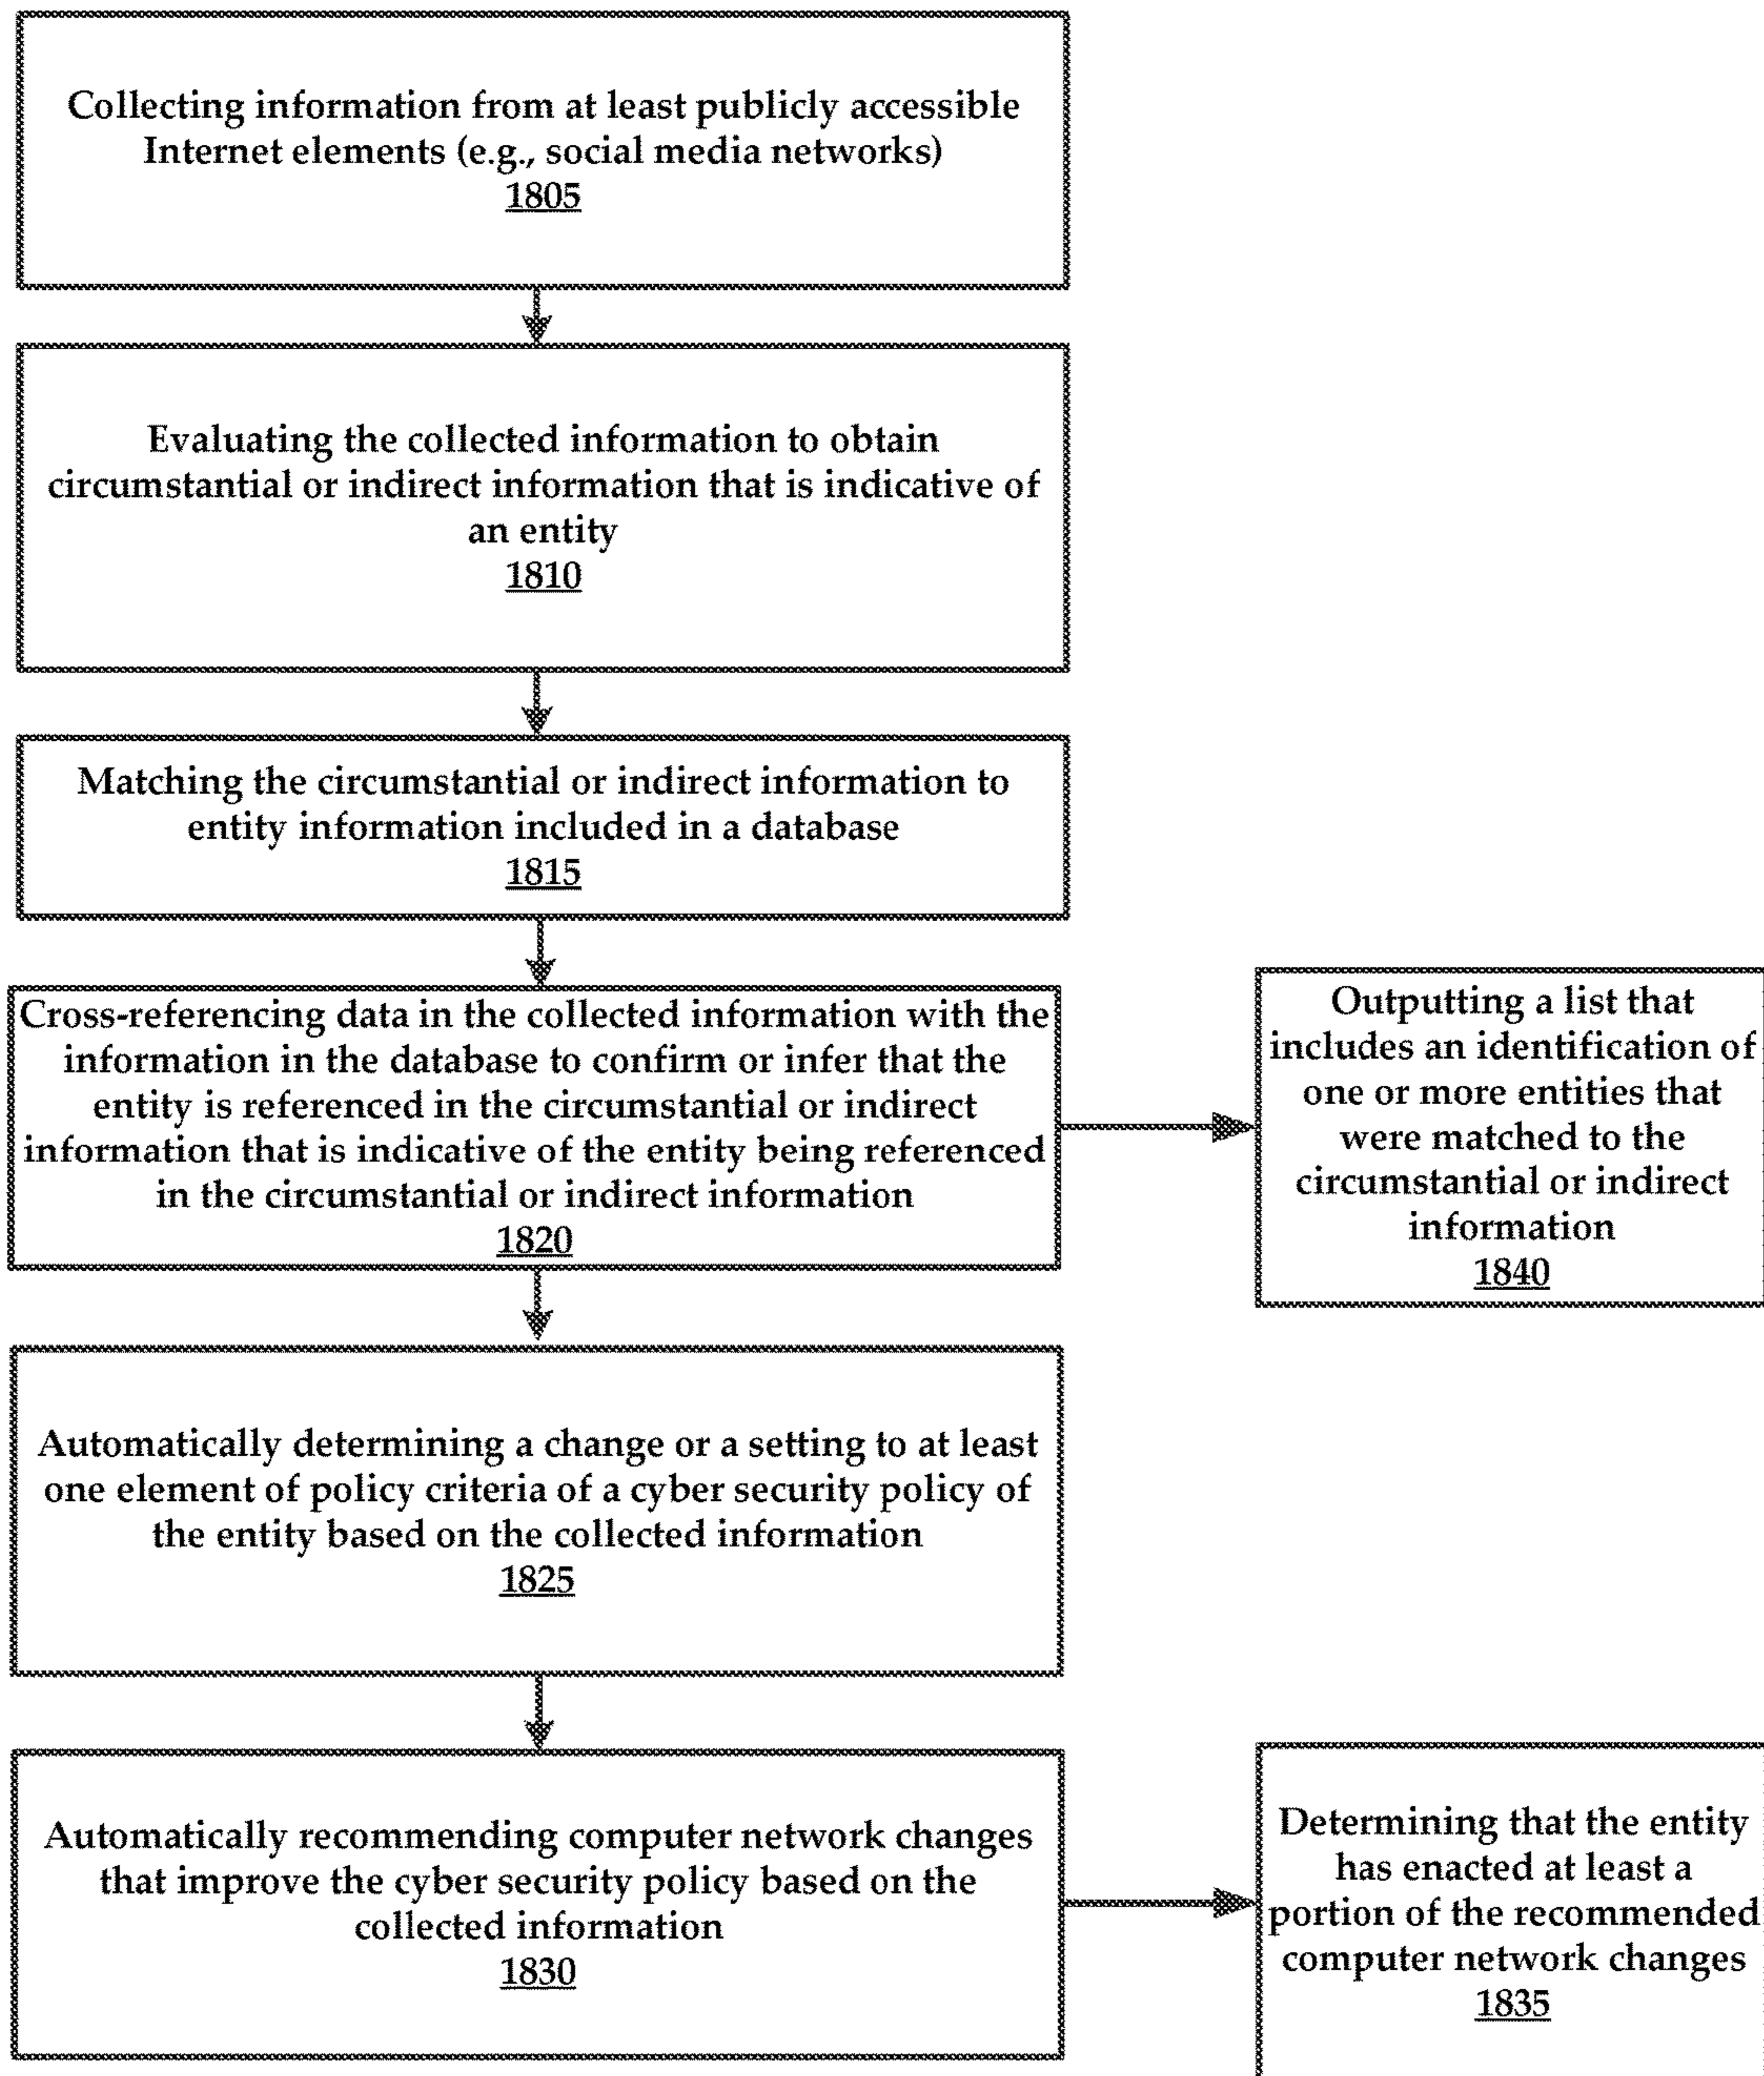 Collecting information from at least publicly accessible
Internet elements (e.g., social media networks)
1805
Evaluating the collected information to obtain
circumstantial or indirect information that is indicative of
an entity
1810
Matching the circumstantial or indirect information to
entity information included in a database
1815
Cross-referencing data in the collected information with the
information in the database to confirm or infer that the
entity is referenced in the circumstantial or indirect
information that is indicative of the entity being referenced
in the circumstantial or indirect information
1820
Outputting a list that
includes an identification of
one or more entities that
were matched to the
circumstantial or indirect
information
1840
Automatically determining a change or a setting to at least
one element of policy criteria of a cyber security policy of
the entity based on the collected information
1825
Automatically recommending computer network changes
that improve the cyber security policy based on the
collected information
1830
Determining that the entity
has enacted at least a
portion of the recommended
computer network changes
1835